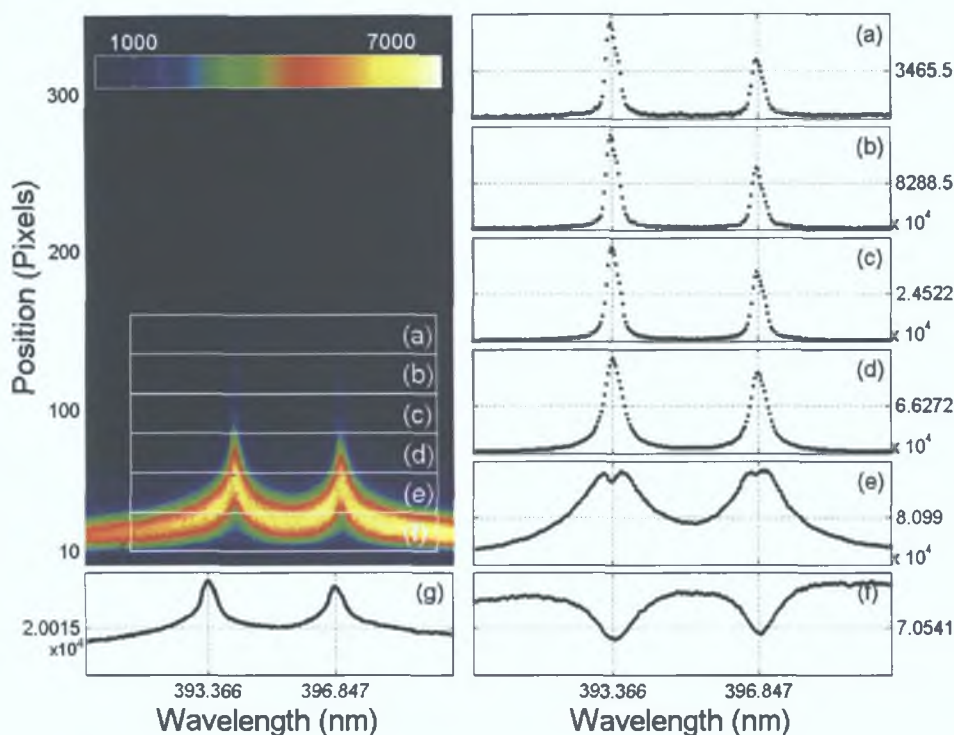 1000 7000
300
200
100
10
Position (Pixels)
(a)
(b)
(c)
(d)
(e)
(f)
(g)
2.0015
x10⁴
393.366 396.847
Wavelength (nm)
(a)
3465.5
(b)
8288.5
x 10⁴
(c)
2.4522
x 10⁴
(d)
6.6272
x 10⁴
(e)
8.099
x 10⁴
(f)
7.0541
393.366 396.847
Wavelength (nm)